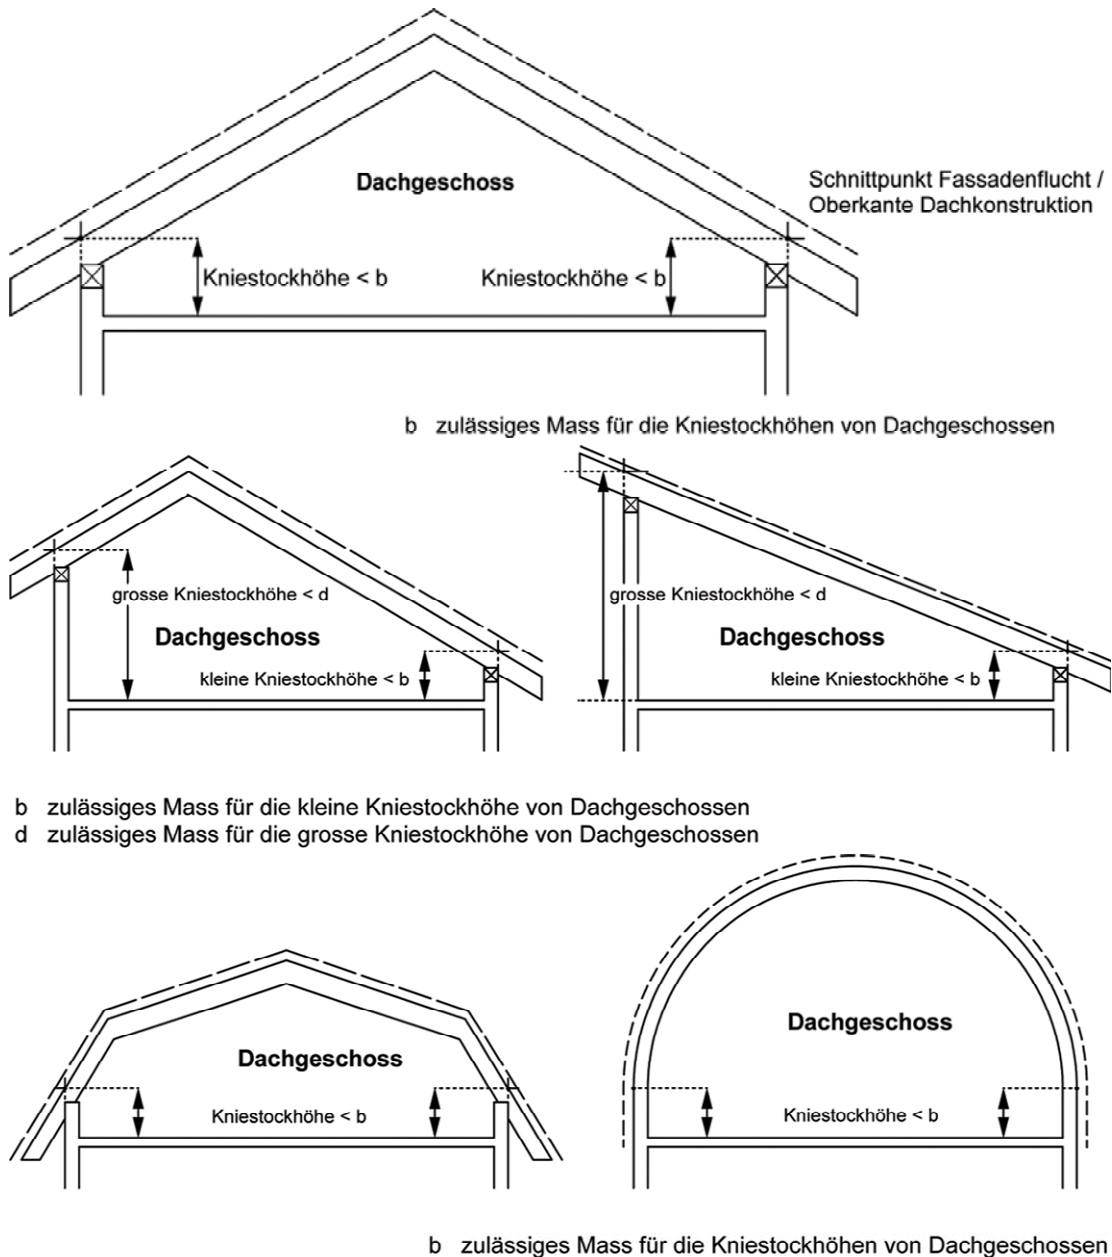 Dachgeschoss
Schnittpunkt Fassadenflucht /
Oberkante Dachkonstruktion
Kniestockhöhe < b
Kniestockhöhe < b
b zulässiges Mass für die Kniestockhöhen von Dachgeschossen
grosse Kniestockhöhe < d
Dachgeschoss
kleine Kniestockhöhe < b
grosse Kniestockhöhe < d
Dachgeschoss
kleine Kniestockhöhe < b
b zulässiges Mass für die kleine Kniestockhöhe von Dachgeschossen
d zulässiges Mass für die grosse Kniestockhöhe von Dachgeschossen
Dachgeschoss
Kniestockhöhe < b
Dachgeschoss
Kniestockhöhe < b
b zulässiges Mass für die Kniestockhöhen von Dachgeschossen